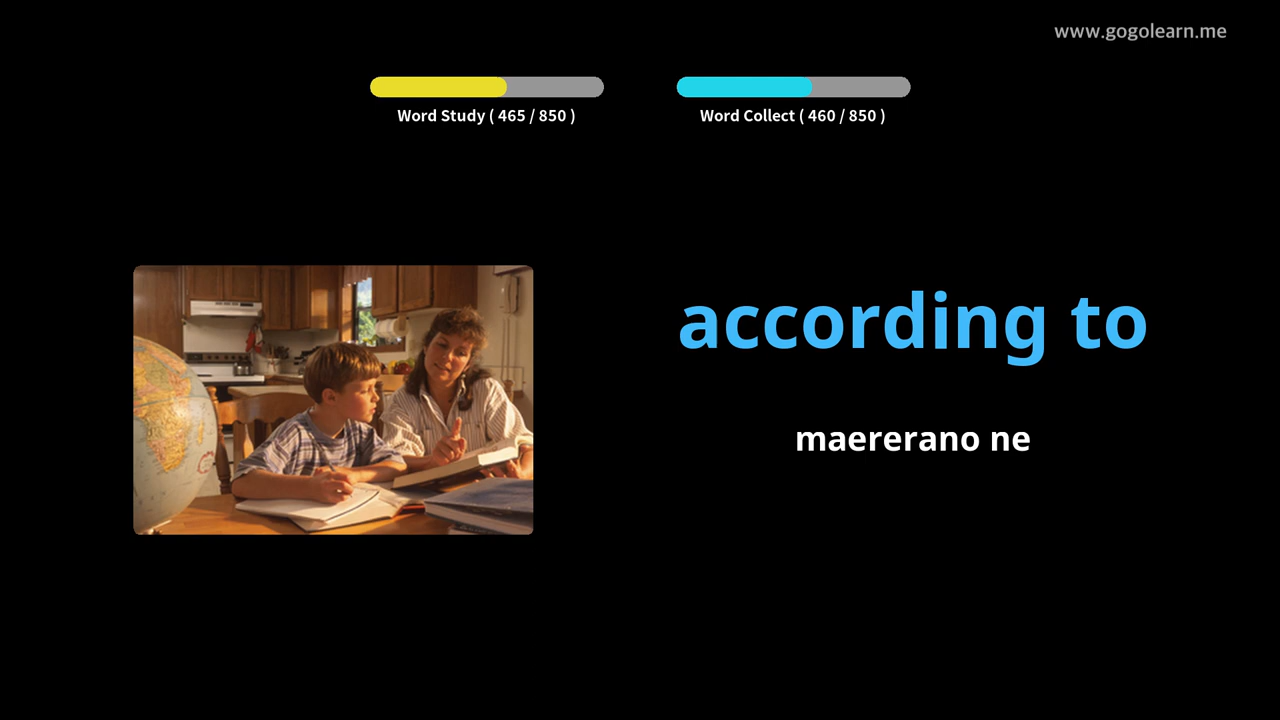 www.gogolearn.me
Word Study ( 465 / 850 )
Word Collect ( 460 / 850 )
according to
maererano ne